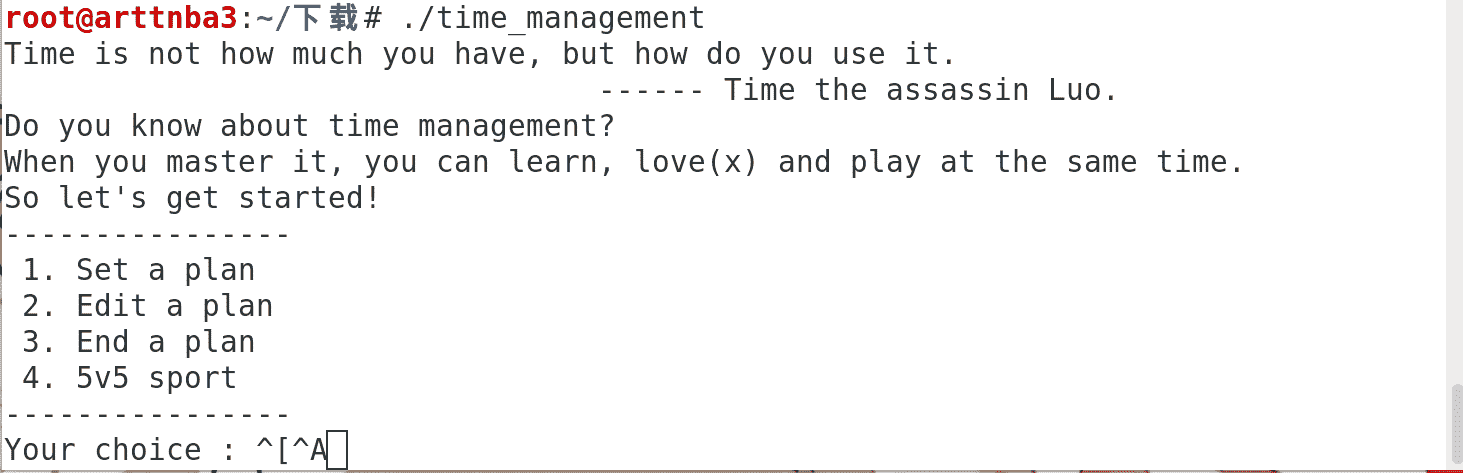 root@arttnba3:~/下载# ./time_management
Time is not how much you have, but how do you use it.
------ Time the assassin Luo.
Do you know about time management?
When you master it, you can learn, love(x) and play at the same time.
So let's get started!
----------------
1. Set a plan
2. Edit a plan
3. End a plan
4. 5v5 sport
----------------
Your choice : ^[^A